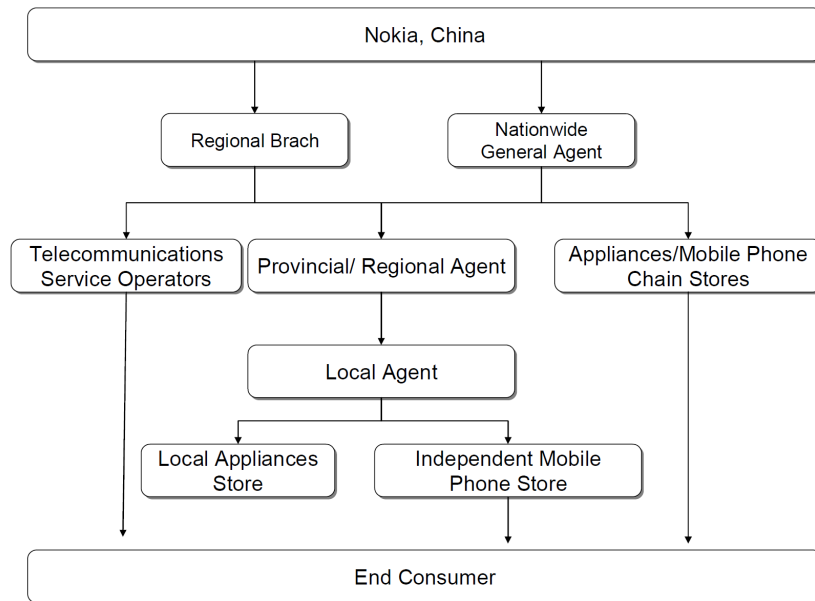 Nokia, China
Regional Brach
Nationwide
General Agent
Telecommunications
Service Operators
Provincial/ Regional Agent
Appliances/Mobile Phone
Chain Stores
Local Agent
Local Appliances
Store
Independent Mobile
Phone Store
End Consumer